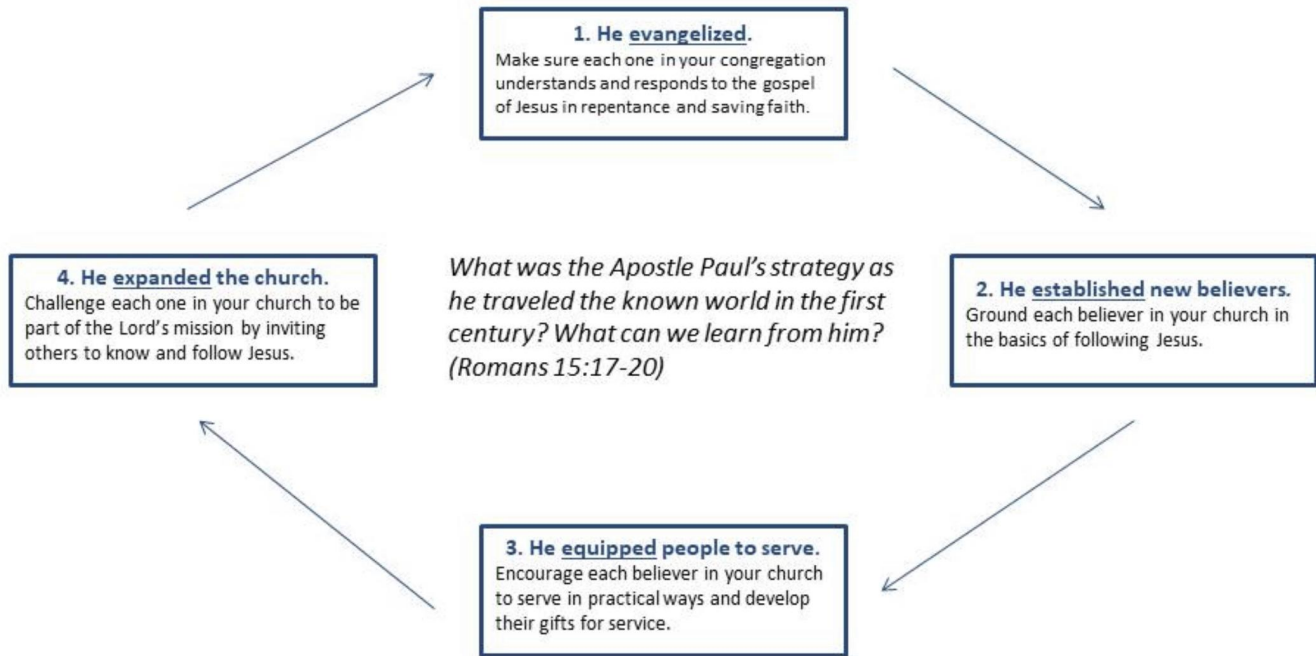 1. He evangelized.
Make sure each one in your congregation
understands and responds to the gospel
of Jesus in repentance and saving faith.
2. He established new believers.
Ground each believer in your church in
the basics of following Jesus.
3. He equipped people to serve.
Encourage each believer in your church
to serve in practical ways and develop
their gifts for service.
4. He expanded the church.
Challenge each one in your church to be
part of the Lord's mission by inviting
others to know and follow Jesus.
What was the Apostle Paul's strategy as
he traveled the known world in the first
century? What can we learn from him?
(Romans 15:17-20)